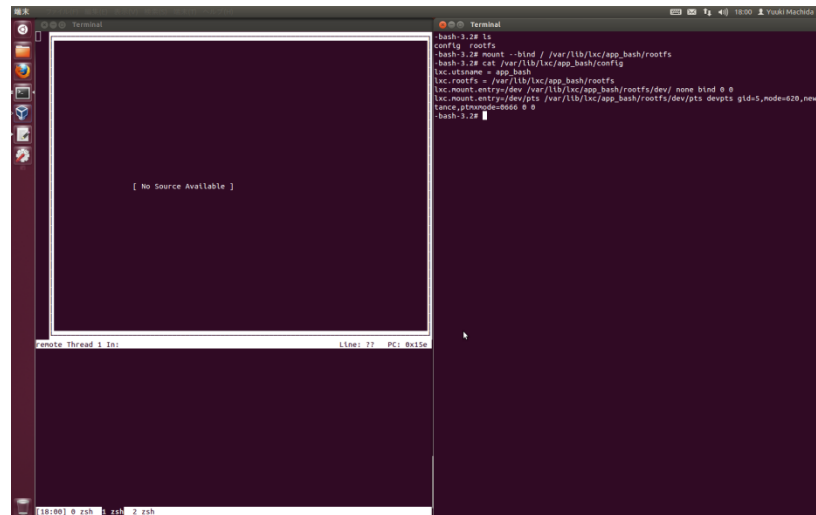 端末
18:00 Yuuki Machida
Terminal
[ No Source Available ]
remote Thread 1 In: Line: ?? PC: 0x15e
[18:00] 0 zsh 1 zsh 2 zsh
Terminal
-bash-3.2# ls
config rootfs
-bash-3.2# mount --bind / /var/lib/lxc/app_bash/rootfs
-bash-3.2# cat /var/lib/lxc/app_bash/config
lxc.utsname = app_bash
lxc.rootfs = /var/lib/lxc/app_bash/rootfs
lxc.mount.entry=/dev /var/lib/lxc/app_bash/rootfs/dev/ none bind 0 0
lxc.mount.entry=/dev/pts /var/lib/lxc/app_bash/rootfs/dev/pts devpts gid=5,mode=620,new
tance,ptmxmode=0666 0 0
-bash-3.2#